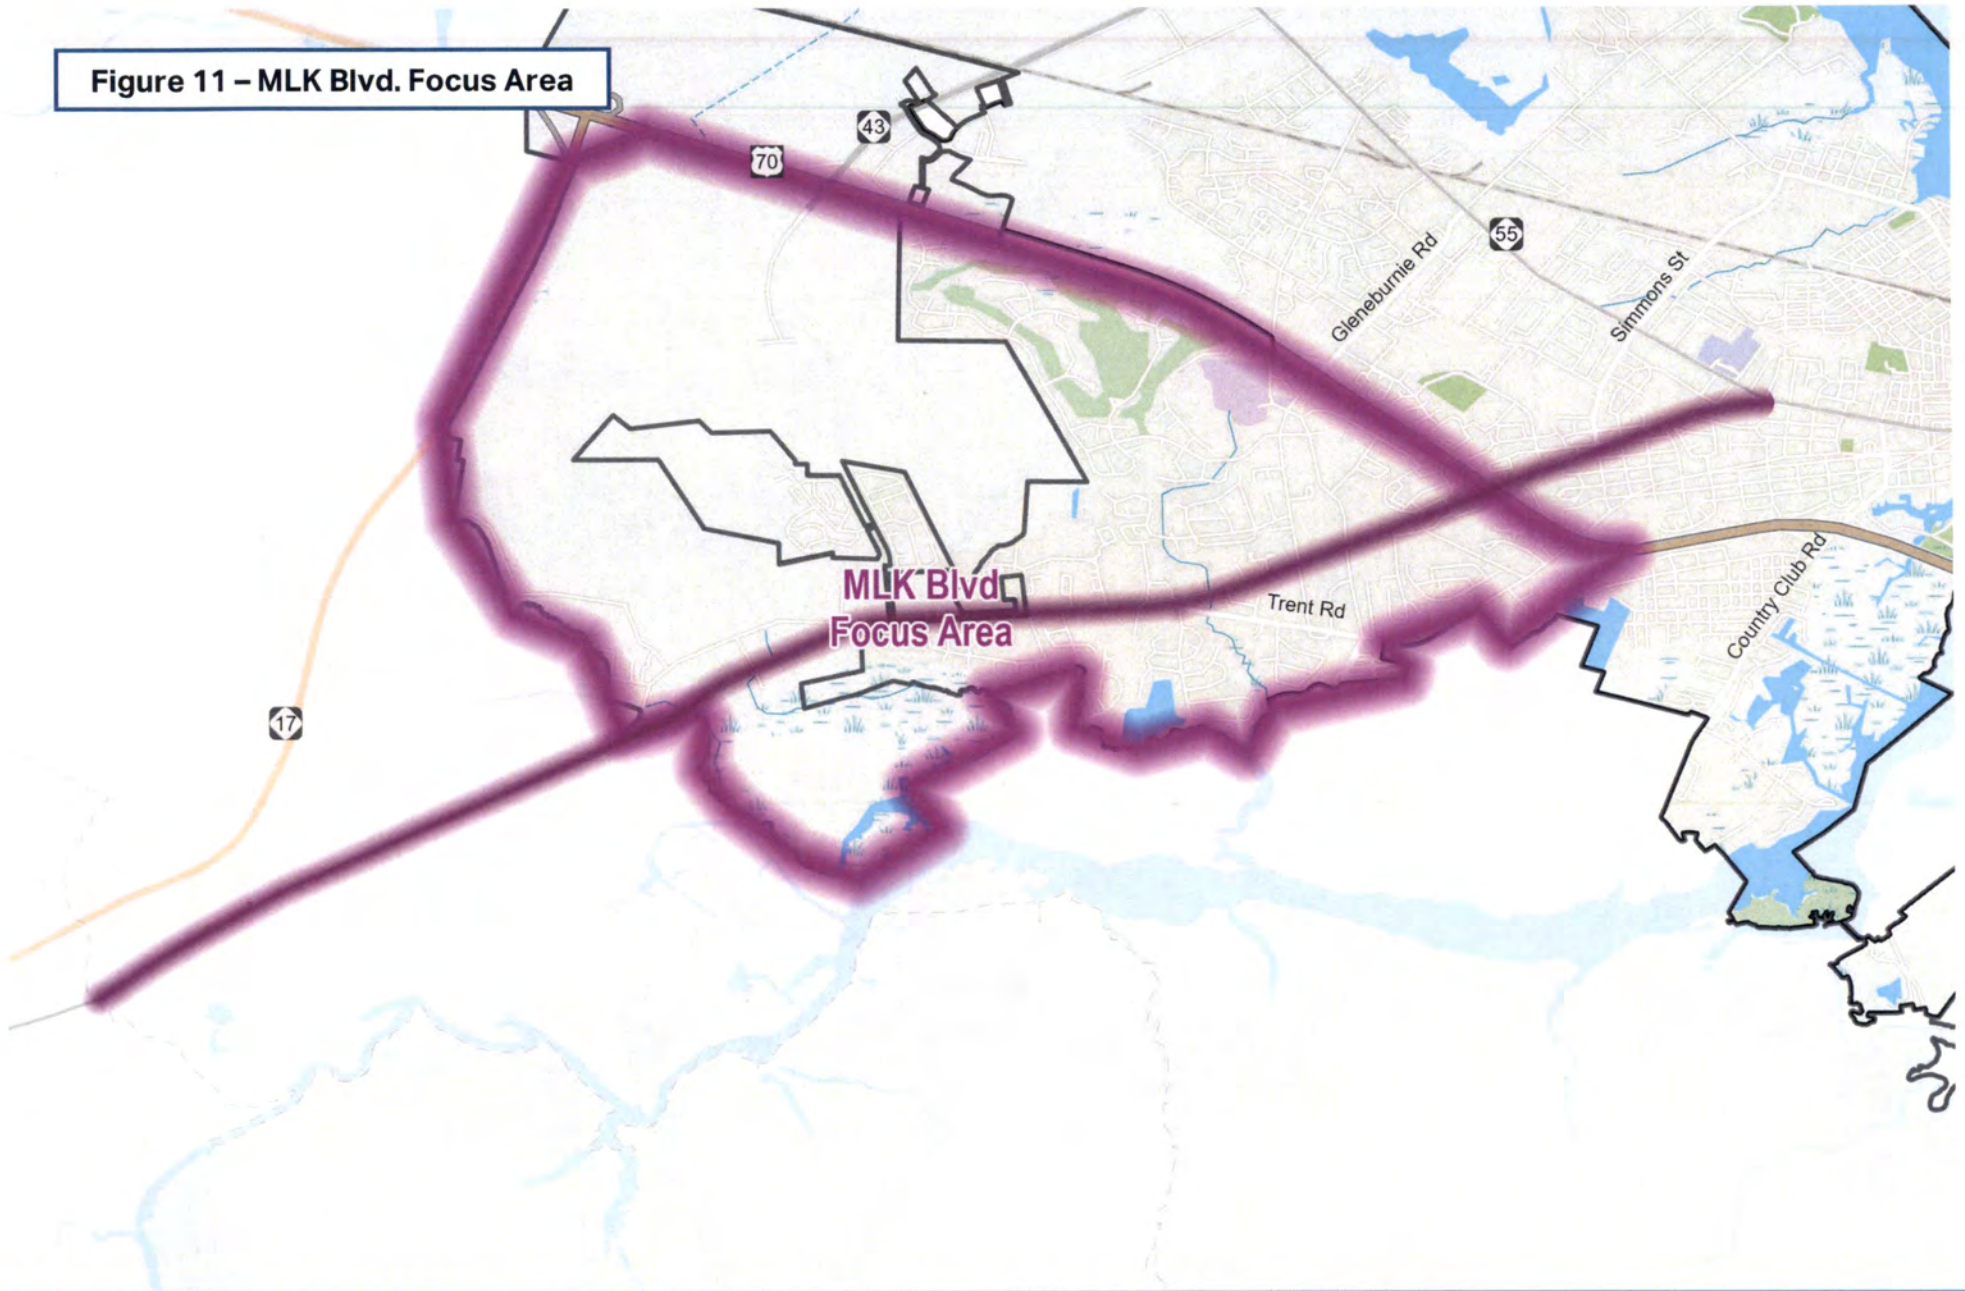 Figure 11 – MLK Blvd. Focus Area
43
70
55
Gleneburnie Rd
Simmons St
MLK Blvd
Focus Area
Trent Rd
Country Club Rd
17